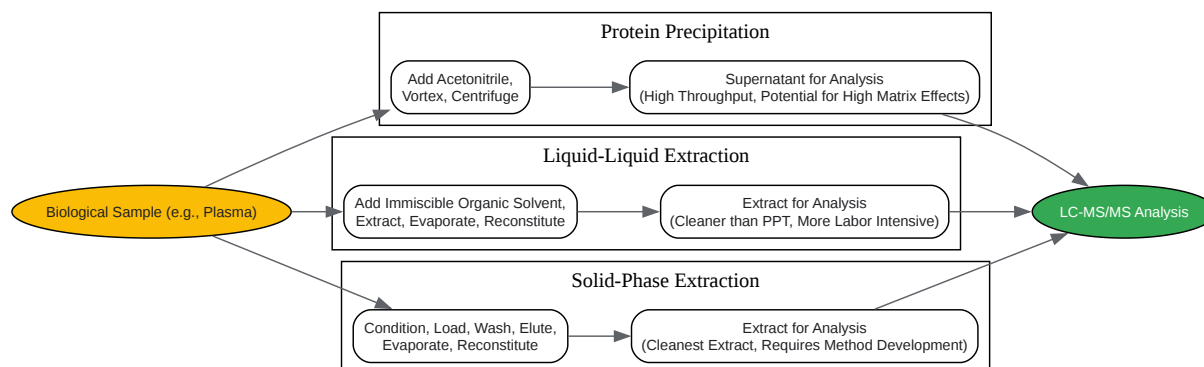 Protein Precipitation
Add Acetonitrile,
Vortex, Centrifuge
Supernatant for Analysis
(High Throughput, Potential for High Matrix Effects)
Liquid-Liquid Extraction
Biological Sample (e.g., Plasma)
Add Immiscible Organic Solvent,
Extract, Evaporate, Reconstitute
Extract for Analysis
(Cleaner than PPT, More Labor Intensive)
LC-MS/MS Analysis
Solid-Phase Extraction
Condition, Load, Wash, Elute,
Evaporate, Reconstitute
Extract for Analysis
(Cleanest Extract, Requires Method Development)